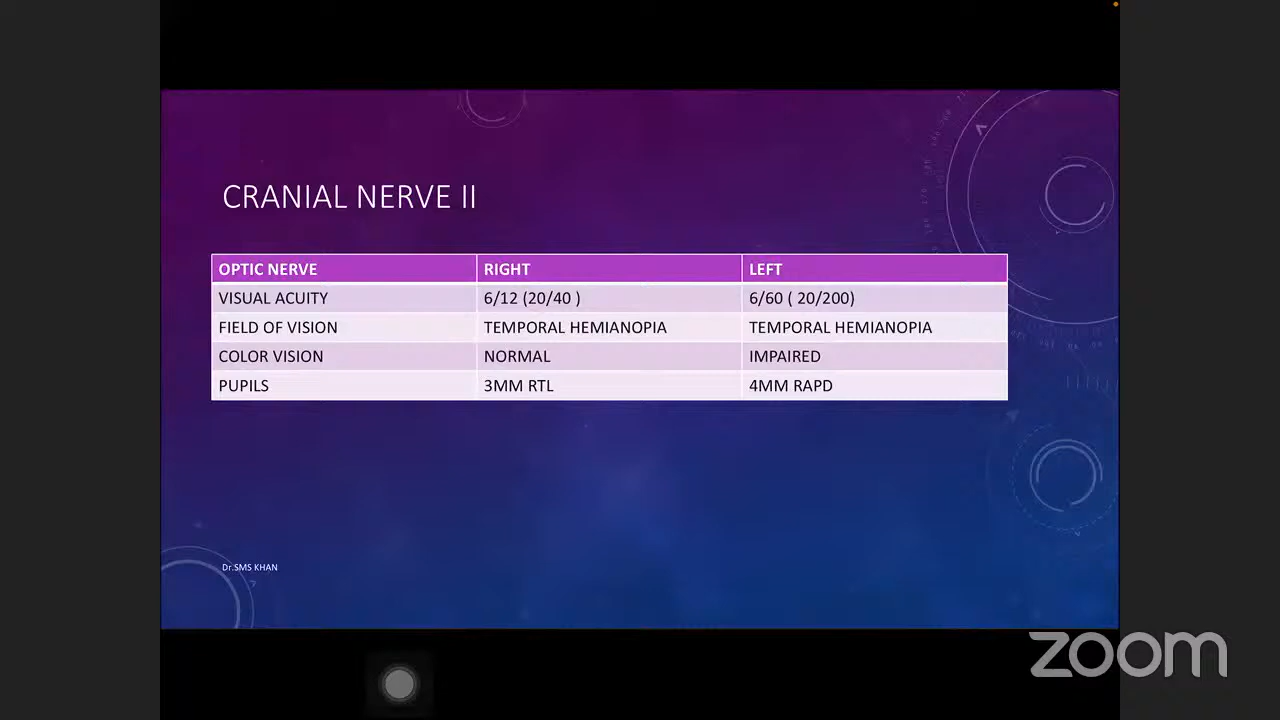 CRANIAL NERVE II
OPTIC NERVE RIGHT LEFT
VISUAL ACUITY 6/12 (20/40 ) 6/60 ( 20/200)
FIELD OF VISION TEMPORAL HEMIANOPIA TEMPORAL HEMIANOPIA
COLOR VISION NORMAL IMPAIRED
PUPILS 3MM RTL 4MM RAPD
Dr.SMS KHAN
zoom